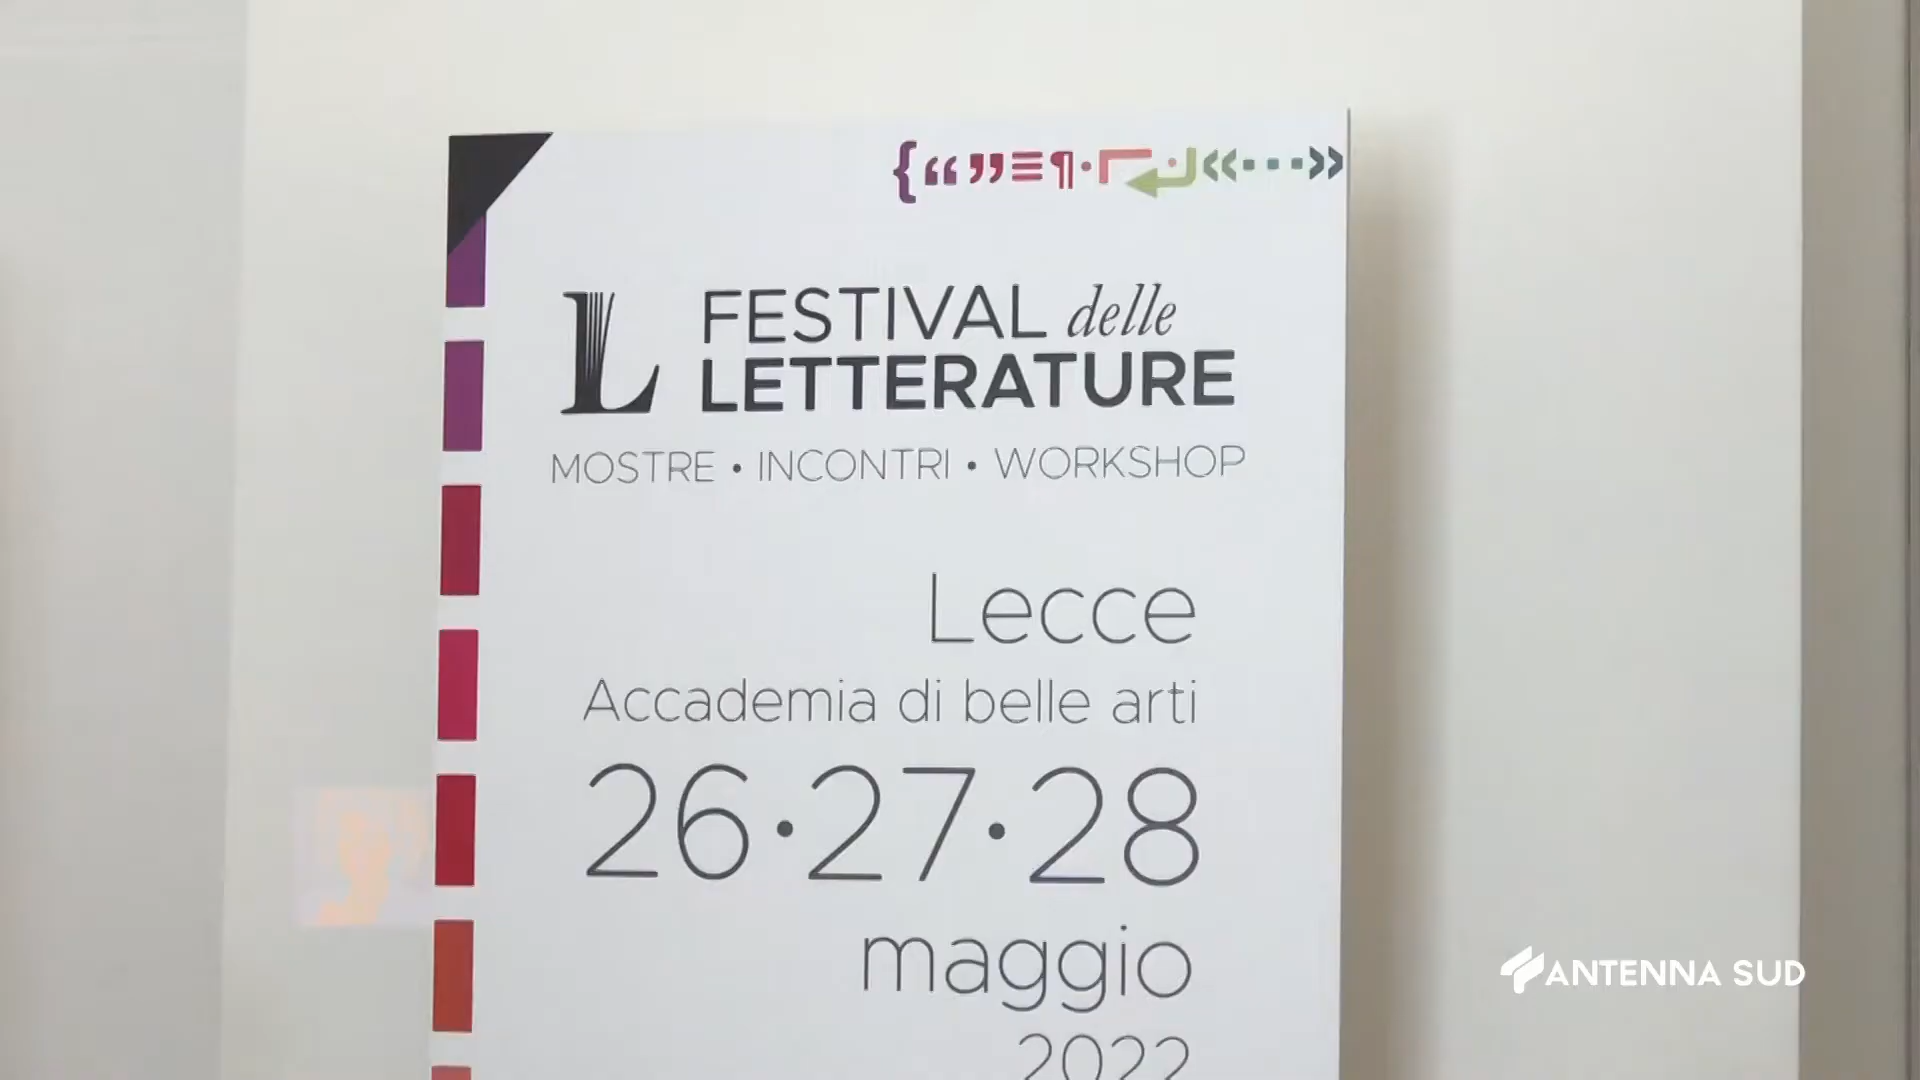 {“”≡¶·«···»
L FESTIVAL delle
LETTERATURE
MOSTRE • INCONTRI • WORKSHOP
Lecce
Accademia di belle arti
26·27·28
maggio
2022
ANTENNA SUD